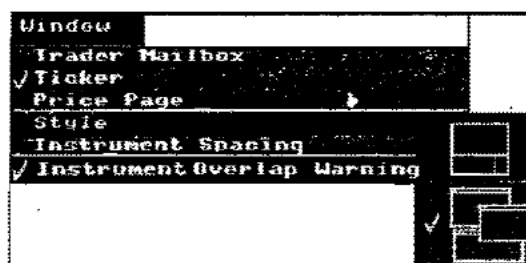 Window
Trader Mailbox
Ticker
Price Page
Style
Instrument Spacing
Instrument Overlap Warning